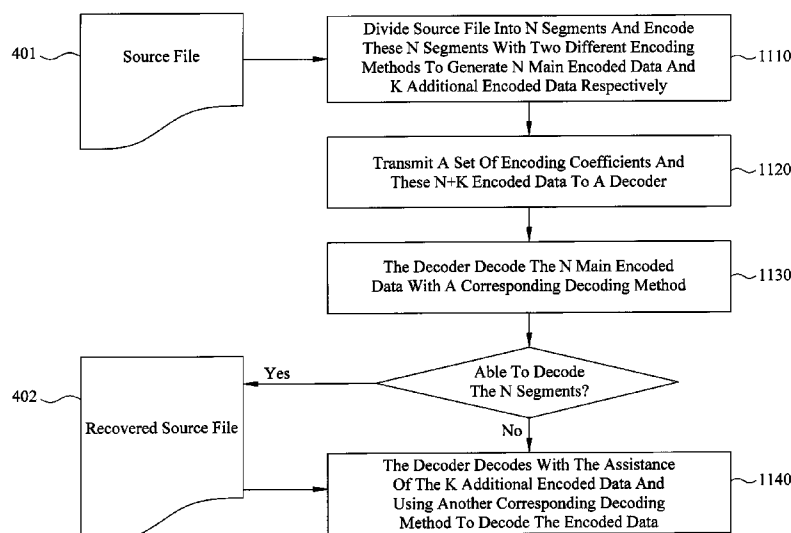 401
Source File
Divide Source File Into N Segments And Encode
These N Segments With Two Different Encoding
Methods To Generate N Main Encoded Data And
K Additional Encoded Data Respectively
1110
Transmit A Set Of Encoding Coefficients And
These N+K Encoded Data To A Decoder
1120
The Decoder Decode The N Main Encoded
Data With A Corresponding Decoding Method
1130
Able To Decode
The N Segments?
Yes
No
402
Recovered Source File
The Decoder Decodes With The Assistance
Of The K Additional Encoded Data And
Using Another Corresponding Decoding
Method To Decode The Encoded Data
1140